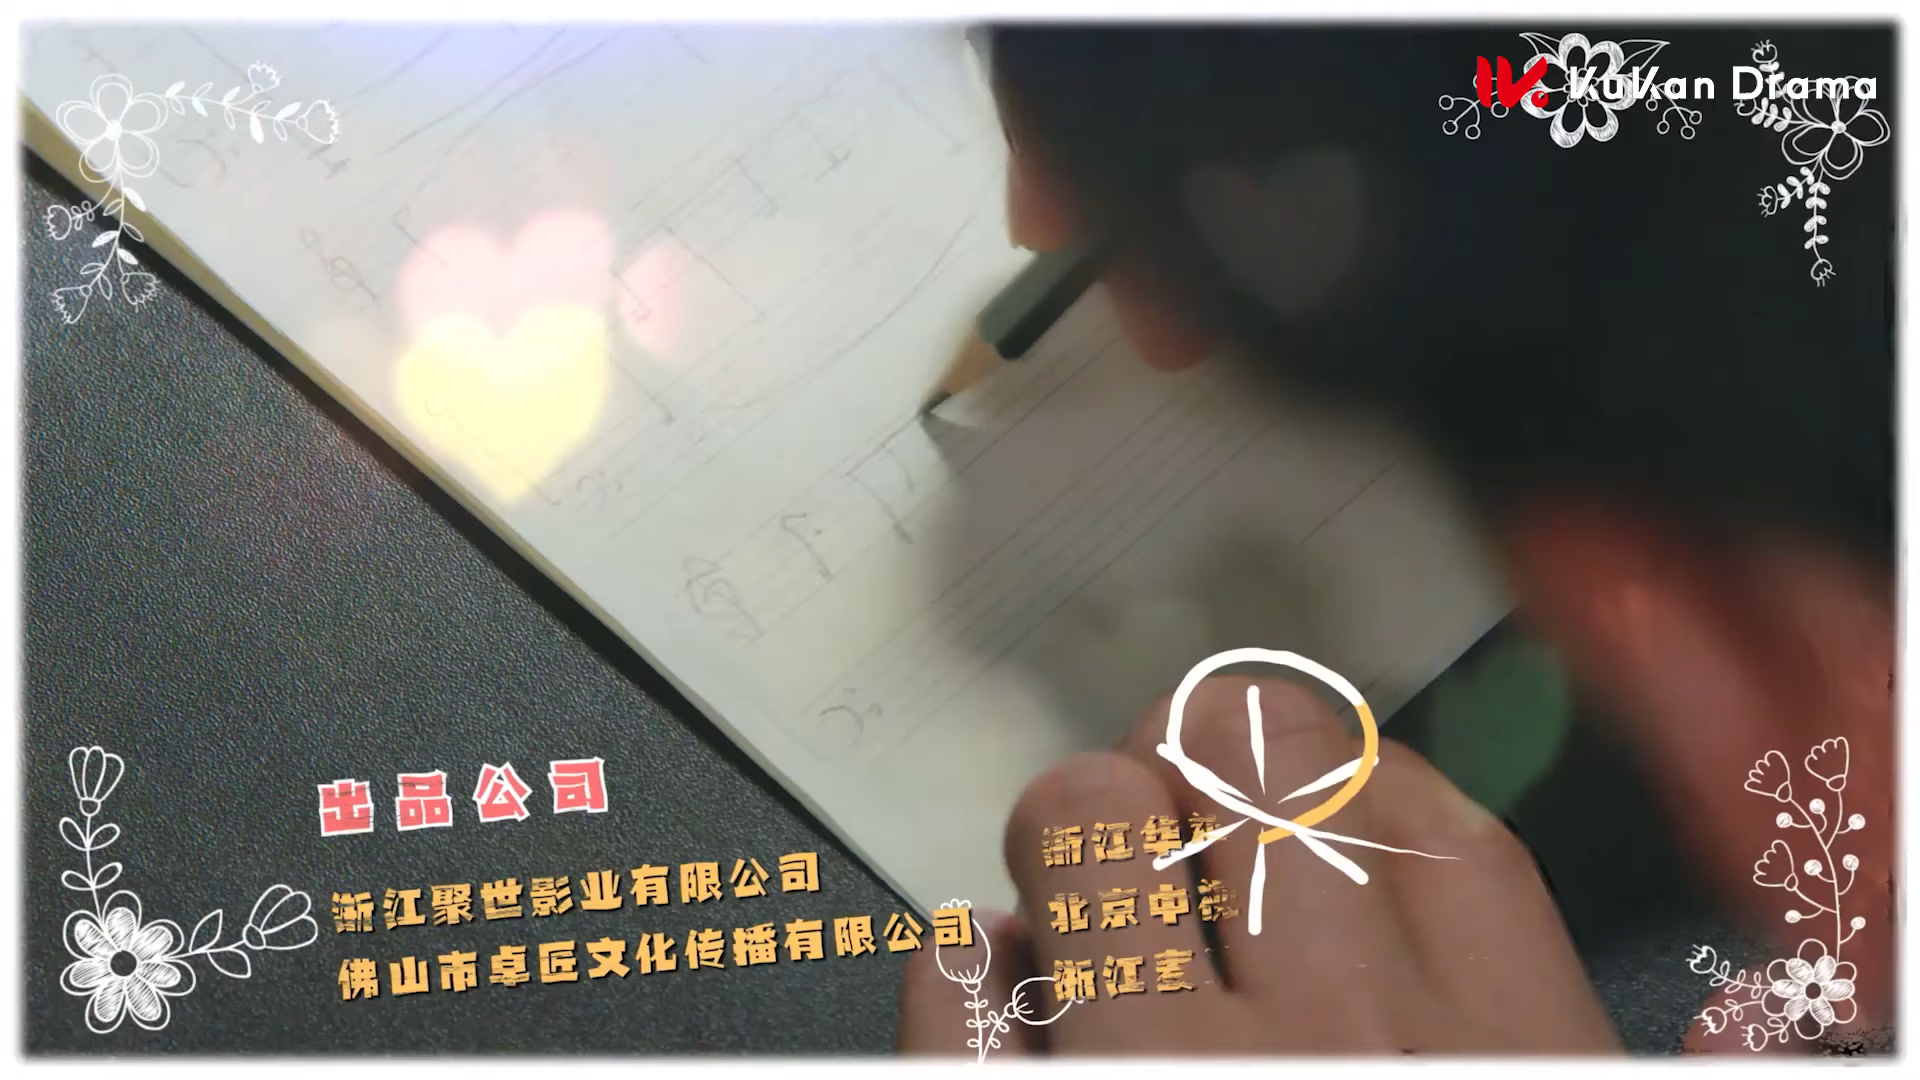 KuKan Drama
出品公司
浙江聚世影业有限公司
佛山市卓匠文化传播有限公司
浙江华
北京中
浙江麦